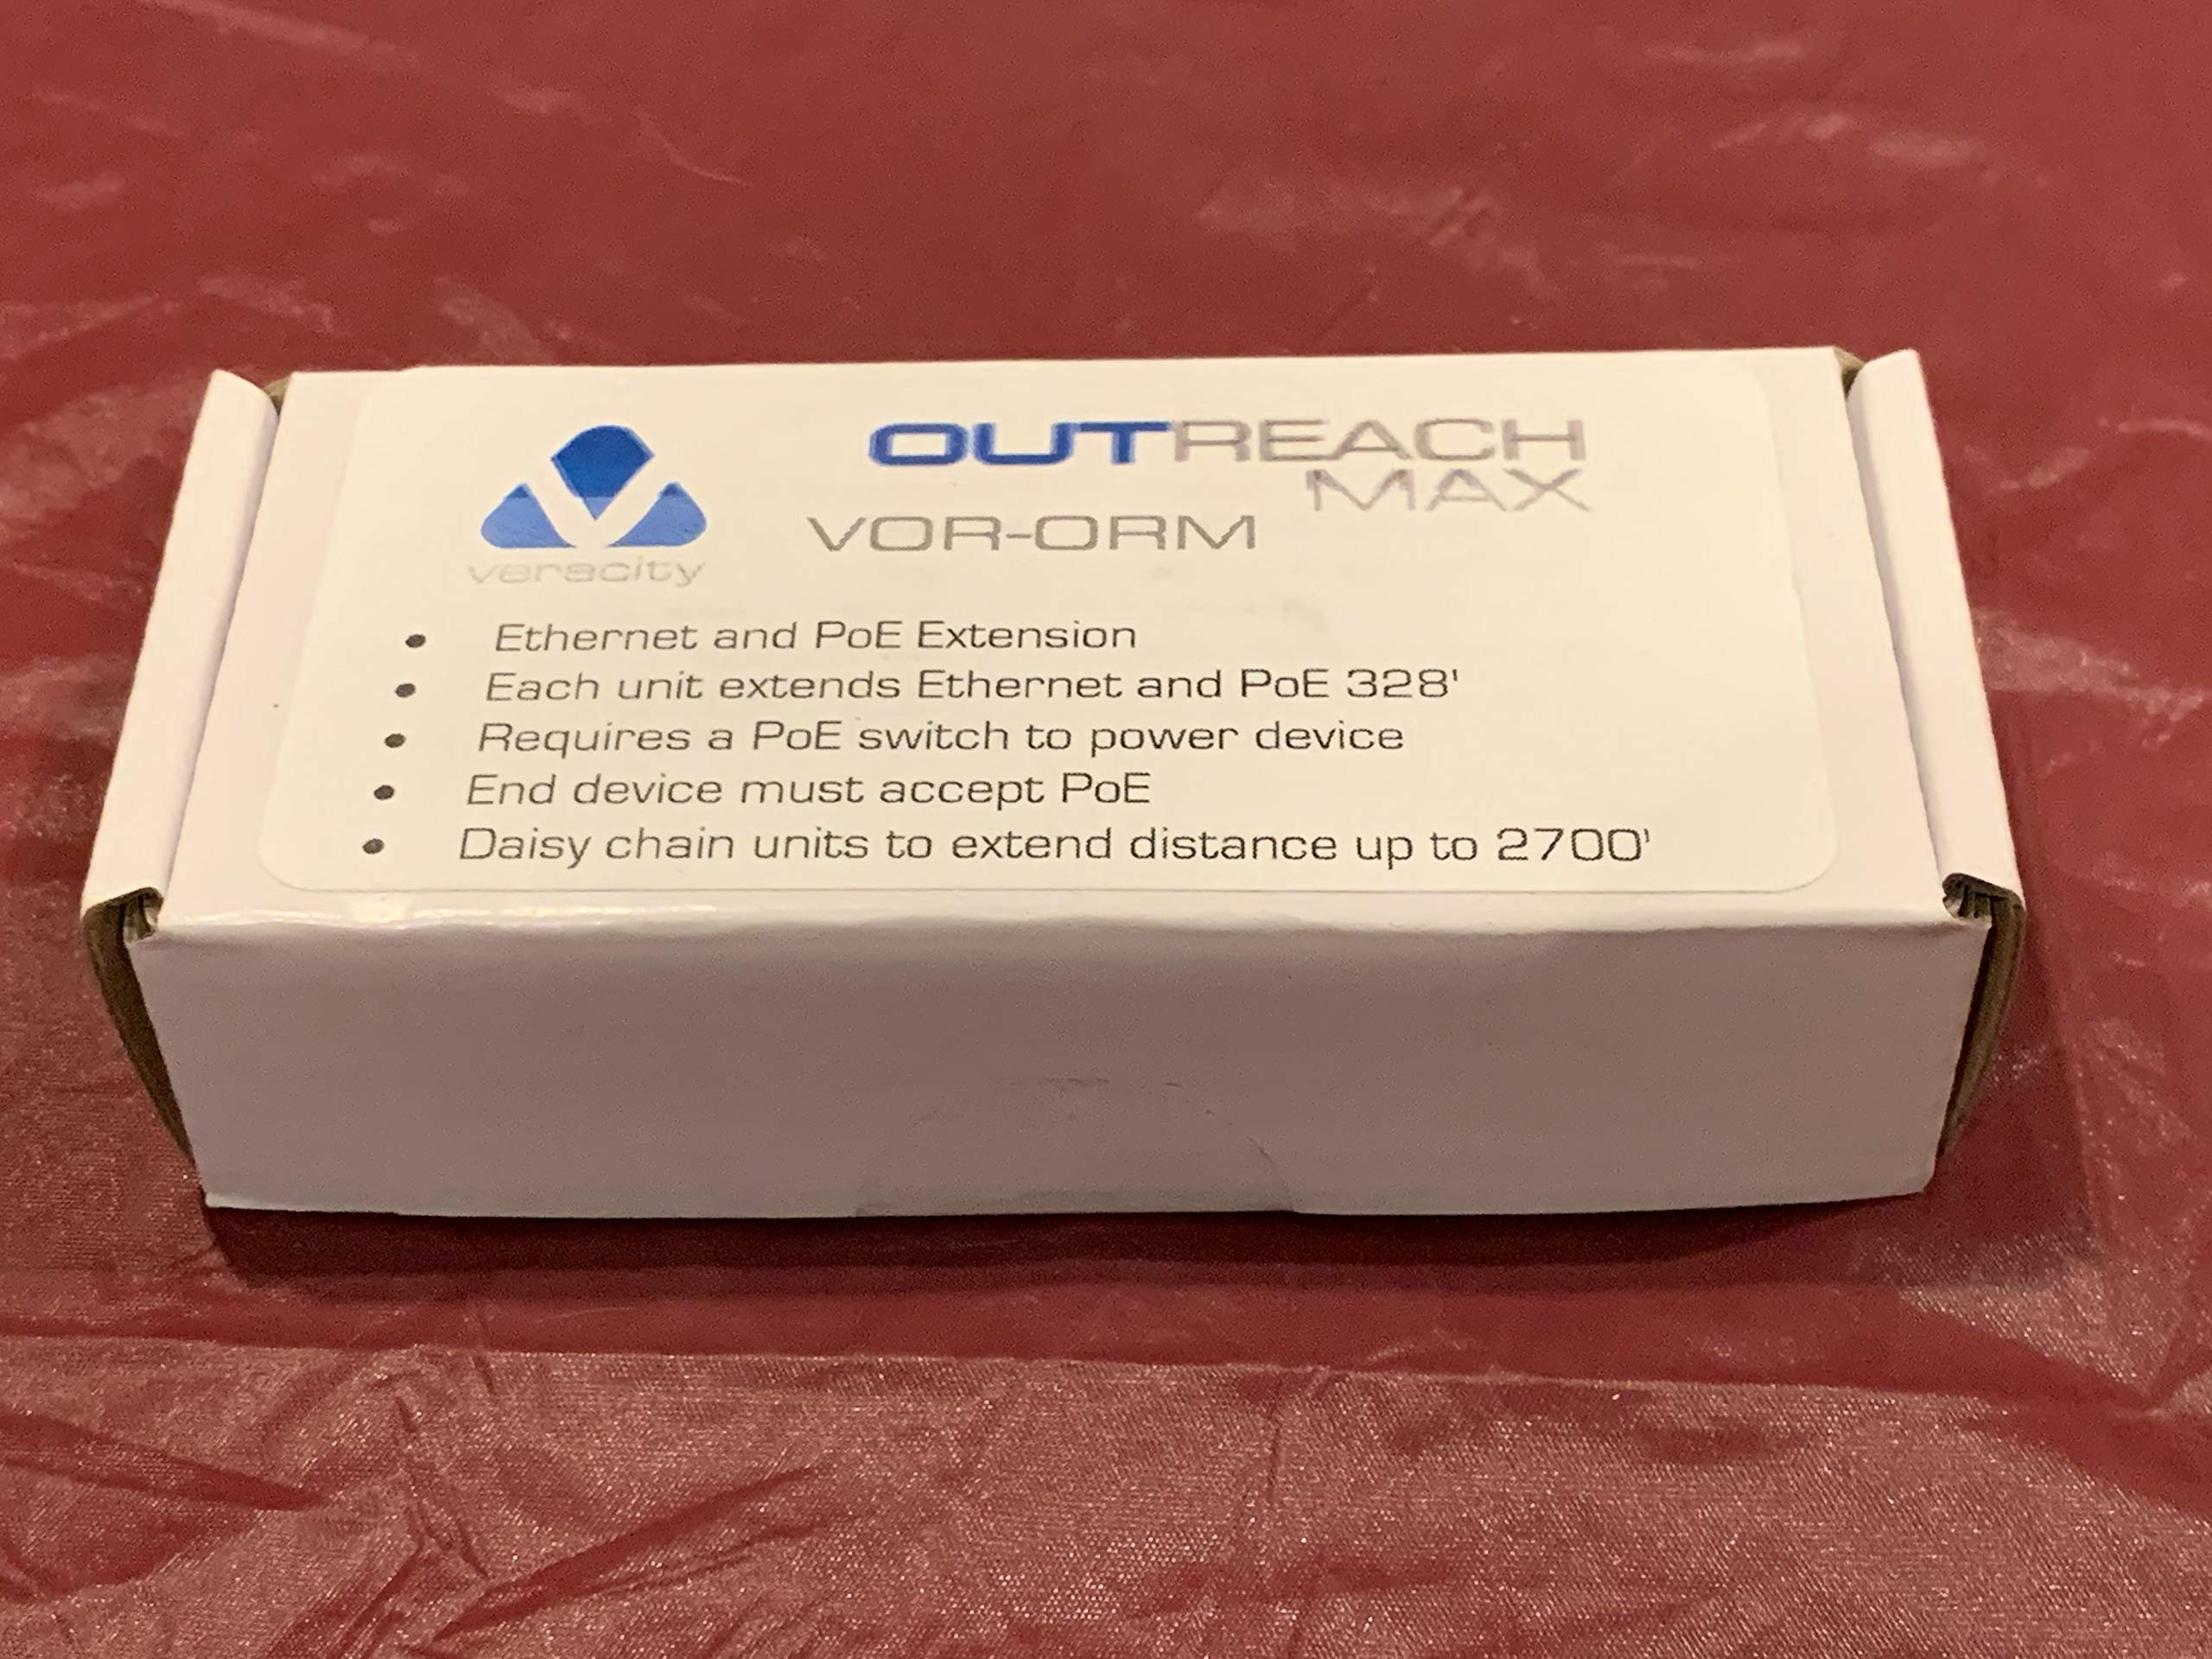 OUTREACH
MAX
veracity
VOR-ORM
• Ethernet and PoE Extension
• Each unit extends Ethernet and PoE 328'
• Requires a PoE switch to power device
• End device must accept PoE
• Daisy chain units to extend distance up to 2700'